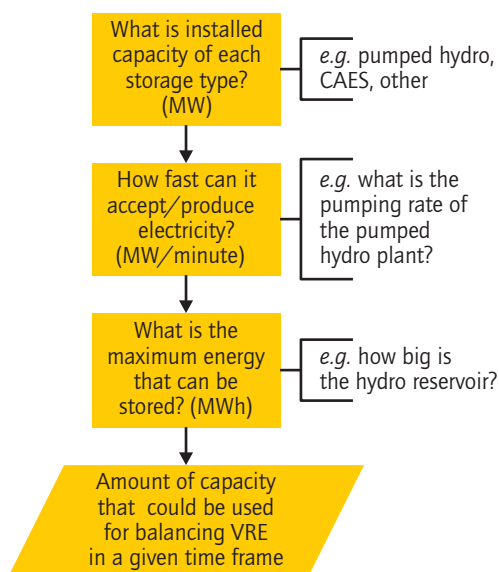 What is installed
capacity of each
storage type?
(MW)
e.g. pumped hydro,
CAES, other
How fast can it
accept/produce
electricity?
(MW/minute)
e.g. what is the
pumping rate of
the pumped
hydro plant?
What is the
maximum energy
that can be
stored? (MWh)
e.g. how big is
the hydro reservoir?
Amount of capacity
that could be used
for balancing VRE
in a given time frame